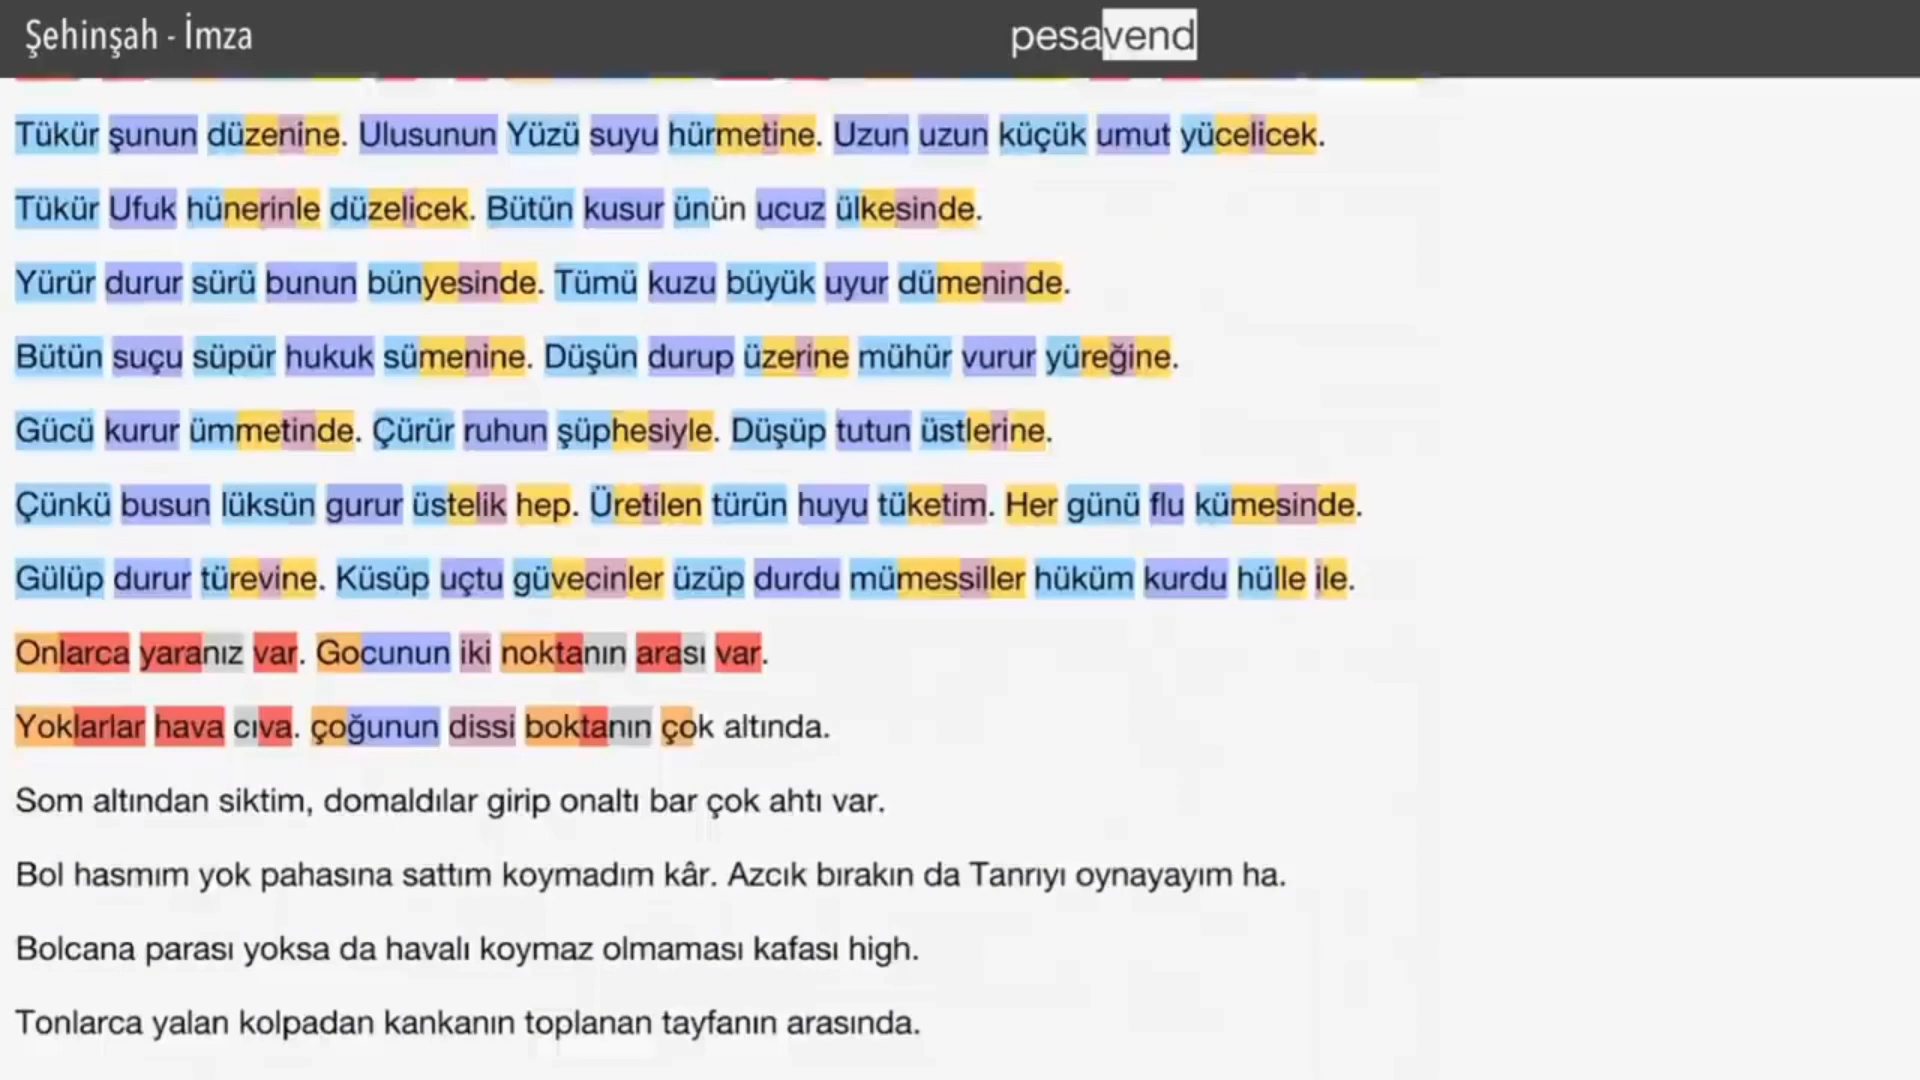 Şehinşah - İmza
pesavend
Tükür şunun düzenine. Ulusunun Yüzü suyu hürmetine. Uzun uzun küçük umut yücelicek.
Tükür Ufuk hünerinle düzelicek. Bütün kusur ünün ucuz ülkesinde.
Yürür durur sürü bunun bünyesinde. Tümü kuzu büyük uyur dümeninde.
Bütün suçu süpür hukuk sümenine. Düşün durup üzerine mühür vurur yüreğine.
Gücü kurur ümmetinde. Çürür ruhun şüphesiyle. Düşüp tutun üstlerine.
Çünkü busun lüksün gurur üstelik hep. Üretilen türün huyu tüketim. Her günü flu kümesinde.
Gülüp durur türevine. Küsüp uçtu güvecinler üzüp durdu mümessiller hüküm kurdu hülle ile.
Onlarca yaranız var. Gocunun iki noktanın arası var.
Yoklarlar hava cıva. çoğunun dissi boktanın çok altında.
Som altından siktim, domaldılar girip onaltı bar çok ahtı var.
Bol hasmım yok pahasına sattım koymadım kâr. Azcık bırakın da Tanrıyı oynayayım ha.
Bolcana parası yoksa da havalı koymaz olmaması kafası high.
Tonlarca yalan kolpadan kankanın toplanan tayfanın arasında.